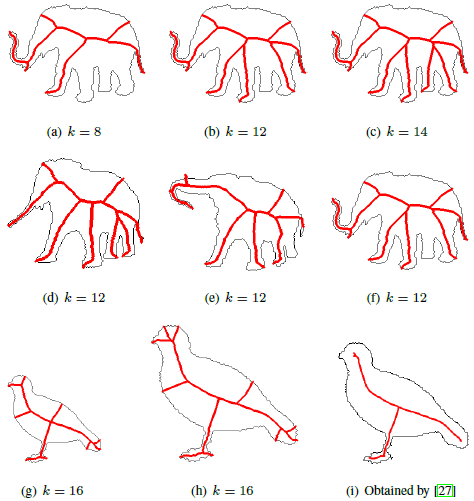 (a) k = 8
(b) k = 12
(c) k = 14
(d) k = 12
(e) k = 12
(f) k = 12
(g) k = 16
(h) k = 16
(i) Obtained by [27]